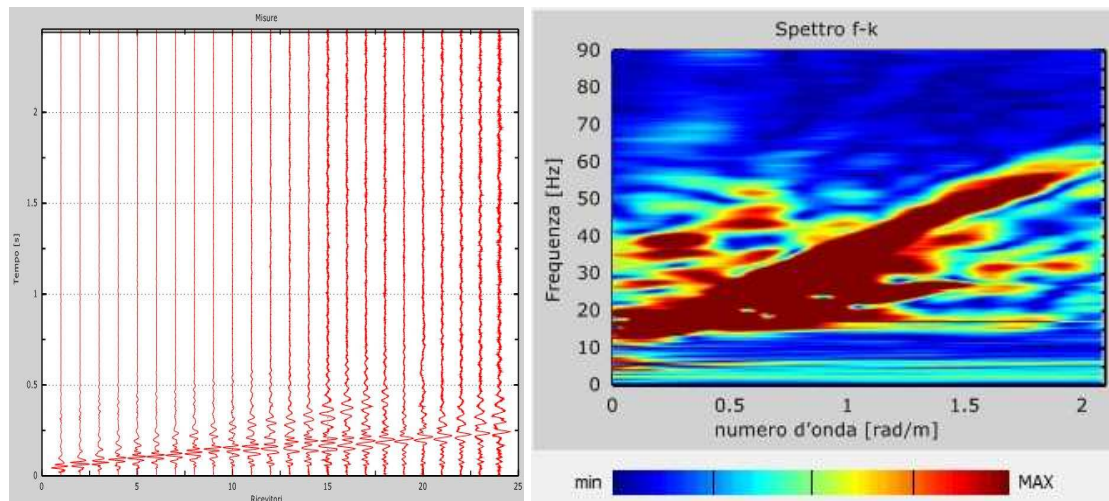 Misure
Tempo [s]
2
1.5
1
0.5
0
0 5 10 15 20 25
Ricevitori
Spettro f-k
Frequenza [Hz]
90
80
70
60
50
40
30
20
10
0
0 0.5 1 1.5 2
numero d'onda [rad/m]
min MAX